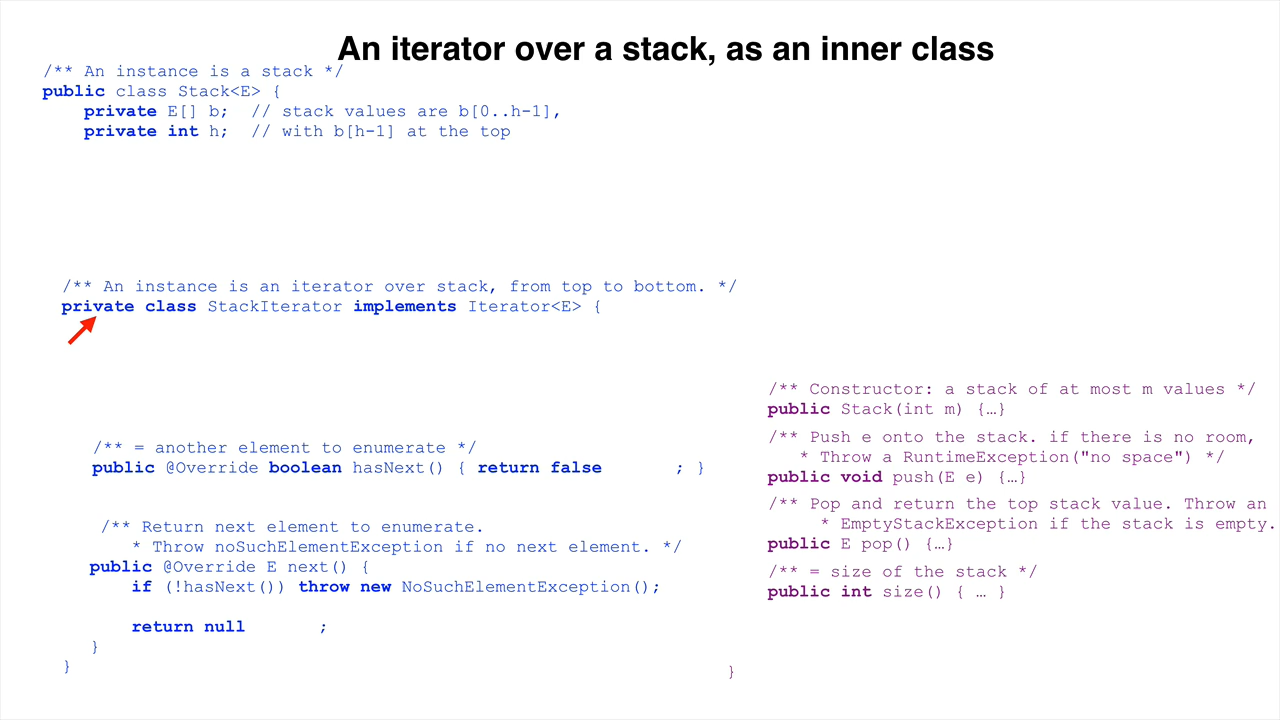 An iterator over a stack, as an inner class
/** An instance is a stack */
public class Stack<E> {
private E[] b;  // stack values are b[0..h-1],
private int h;  // with b[h-1] at the top
/** An instance is an iterator over stack, from top to bottom. */
private class StackIterator implements Iterator<E> {
/** = another element to enumerate */
public @Override boolean hasNext() { return false ; }
/** Return next element to enumerate.
* Throw noSuchElementException if no next element. */
public @Override E next() {
if (!hasNext()) throw new NoSuchElementException();
return null ;
}
}
/** Constructor: a stack of at most m values */
public Stack(int m) {…}
/** Push e onto the stack. if there is no room,
* Throw a RuntimeException("no space") */
public void push(E e) {…}
/** Pop and return the top stack value. Throw an
* EmptyStackException if the stack is empty.
public E pop() {…}
/** = size of the stack */
public int size() { … }
}